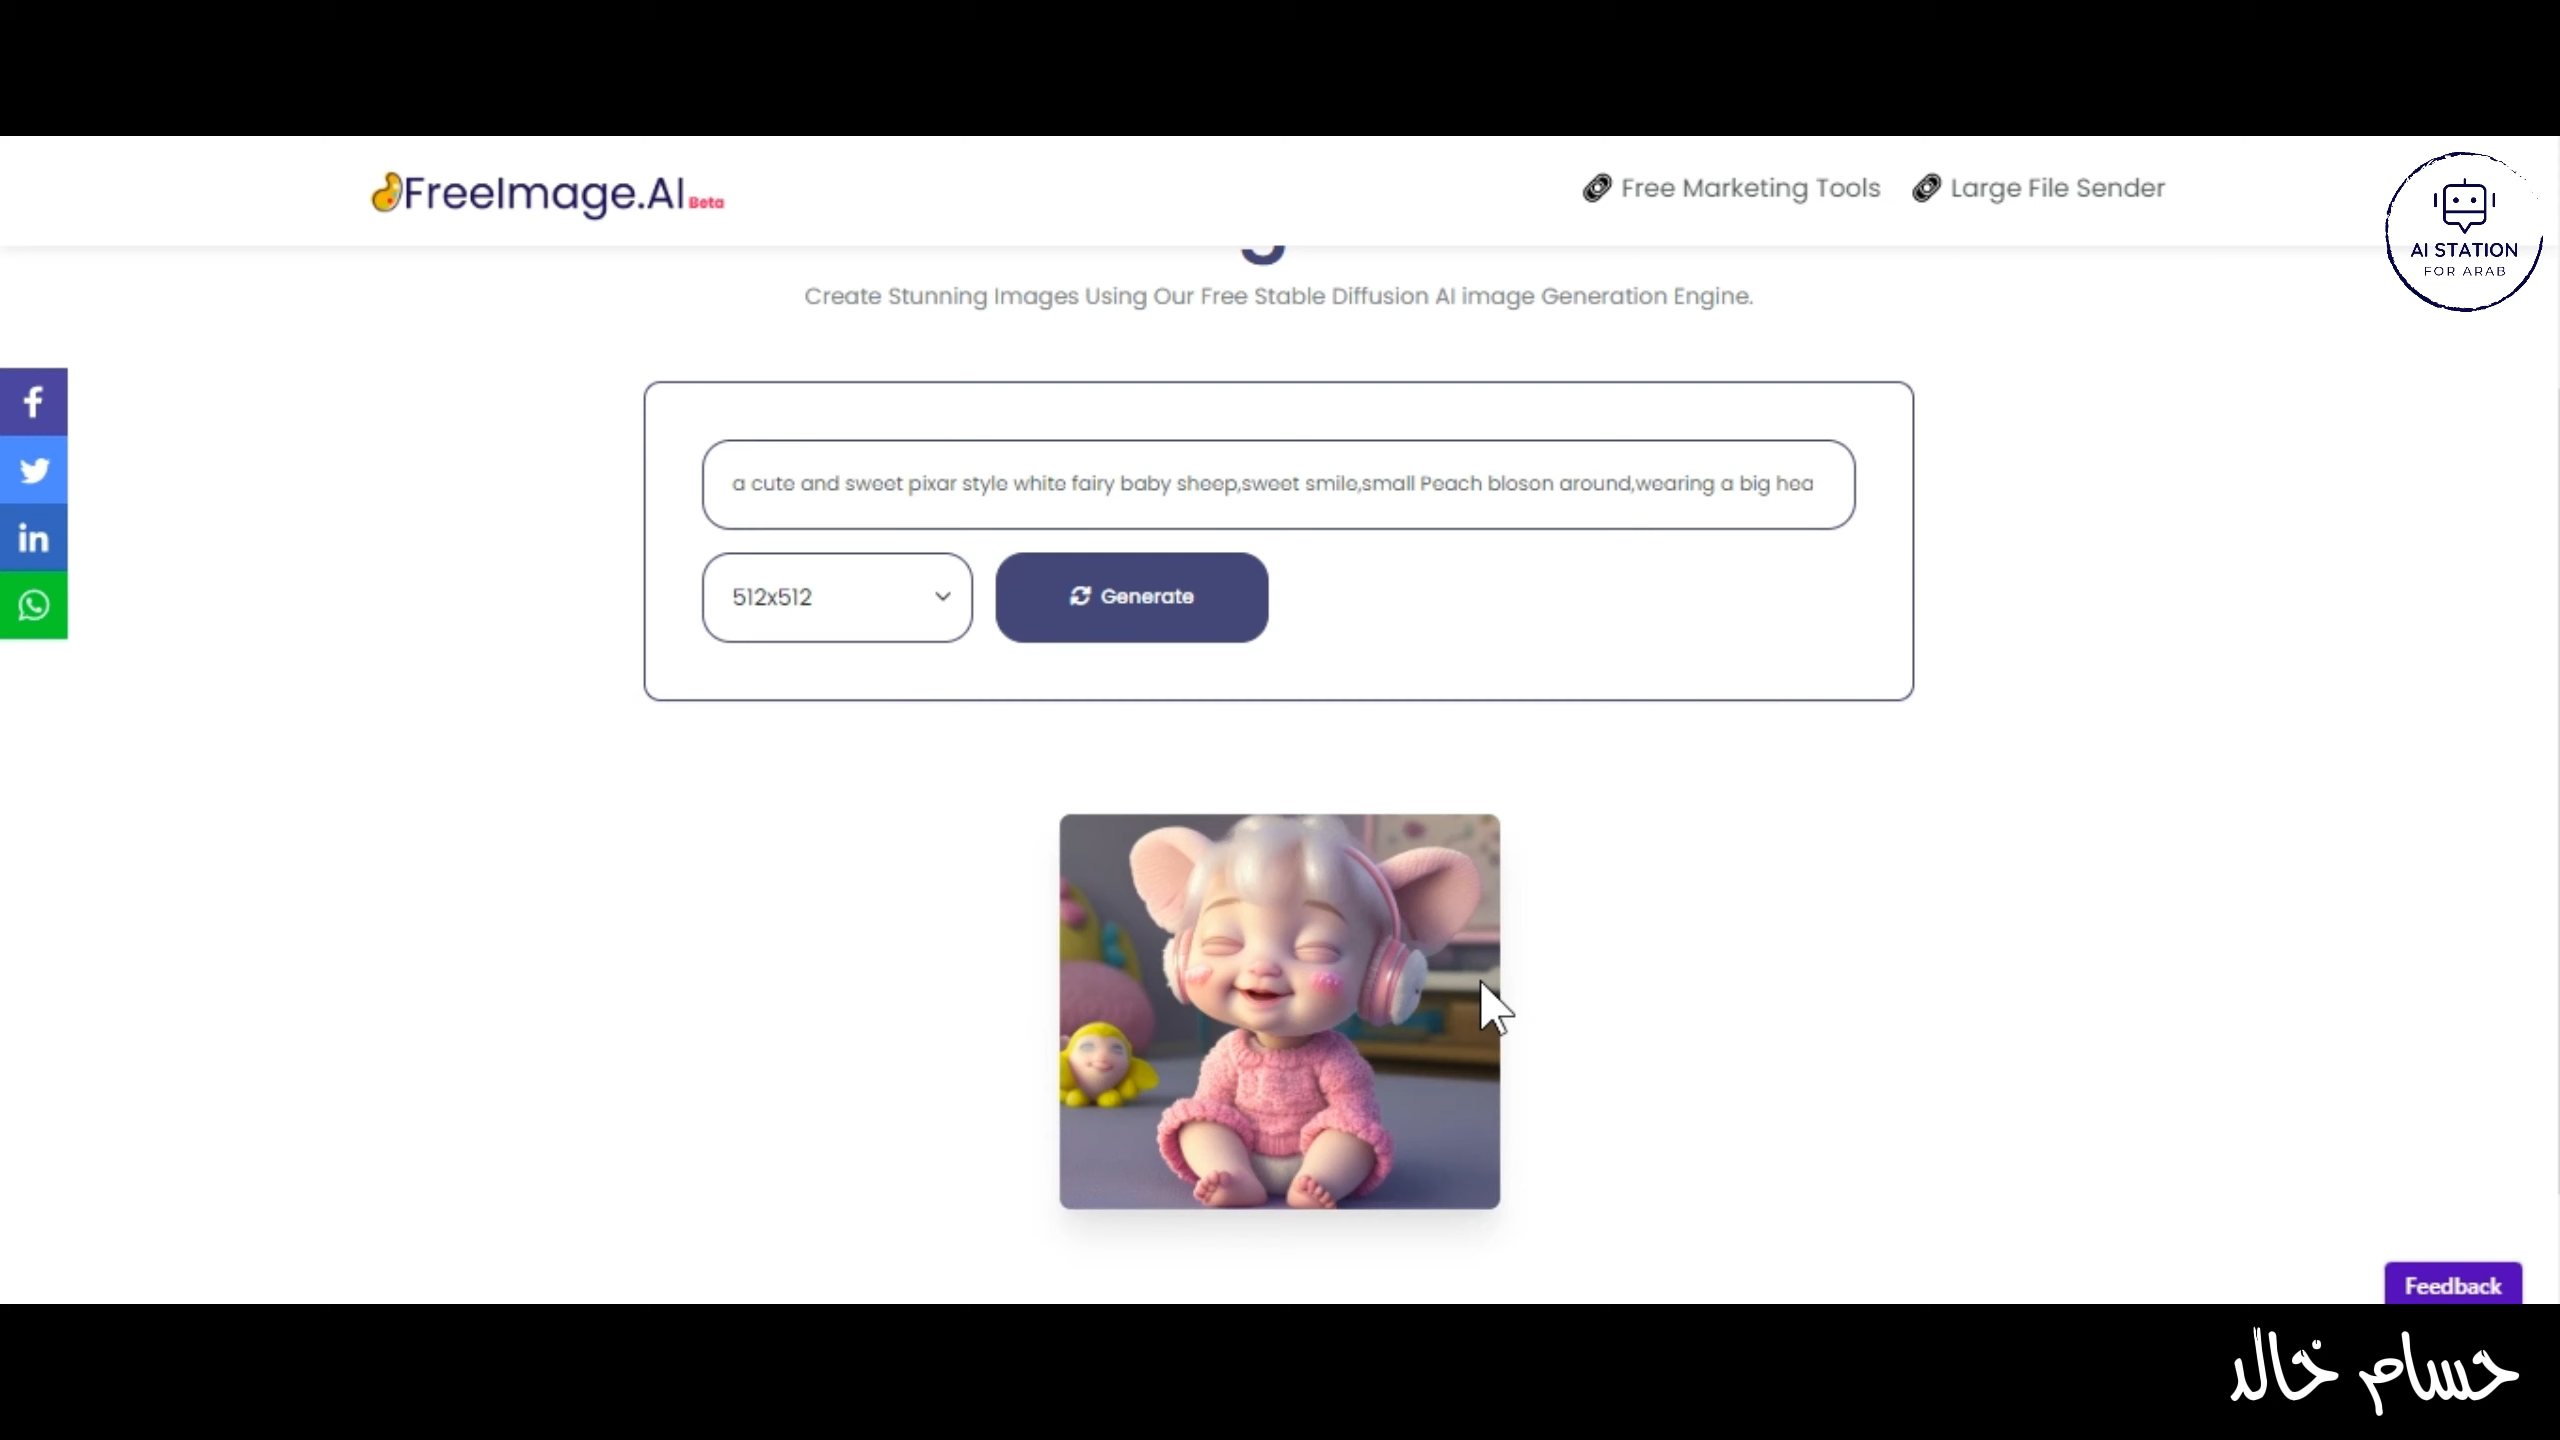 FreeImage.AI Beta
Free Marketing Tools
Large File Sender
AI STATION
FOR ARAB
Create Stunning Images Using Our Free Stable Diffusion AI image Generation Engine.
f
in
a cute and sweet pixar style white fairy baby sheep,sweet smile,small Peach bloson around,wearing a big hea
512x512
Generate
Feedback
حسام خالد